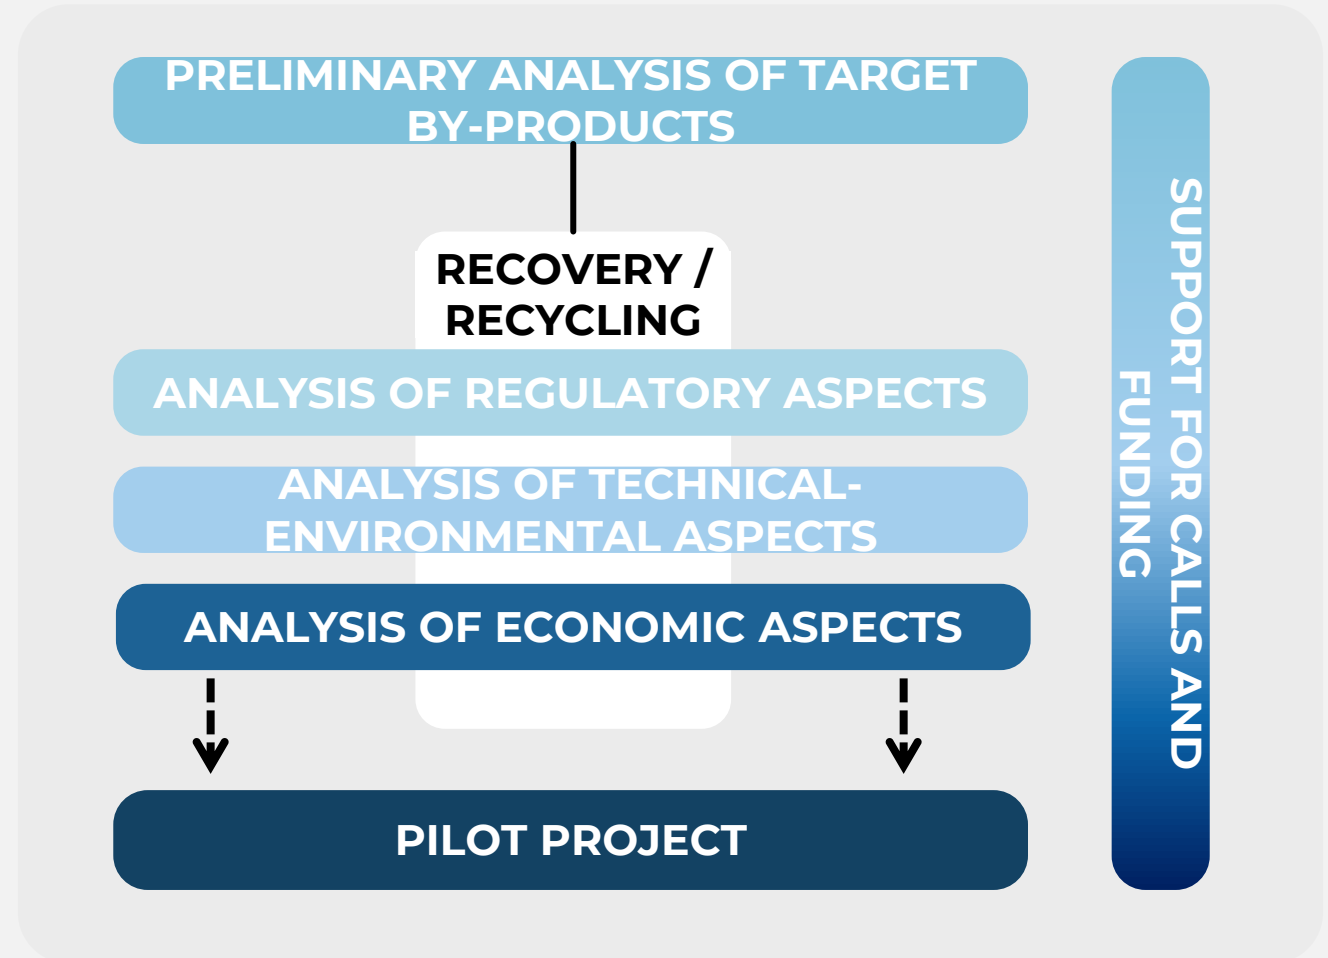 PRELIMINARY ANALYSIS OF TARGET
BY-PRODUCTS
RECOVERY /
RECYCLING
ANALYSIS OF REGULATORY ASPECTS
ANALYSIS OF TECHNICAL-
ENVIRONMENTAL ASPECTS
ANALYSIS OF ECONOMIC ASPECTS
PILOT PROJECT
SUPPORT FOR CALLS AND
FUNDING